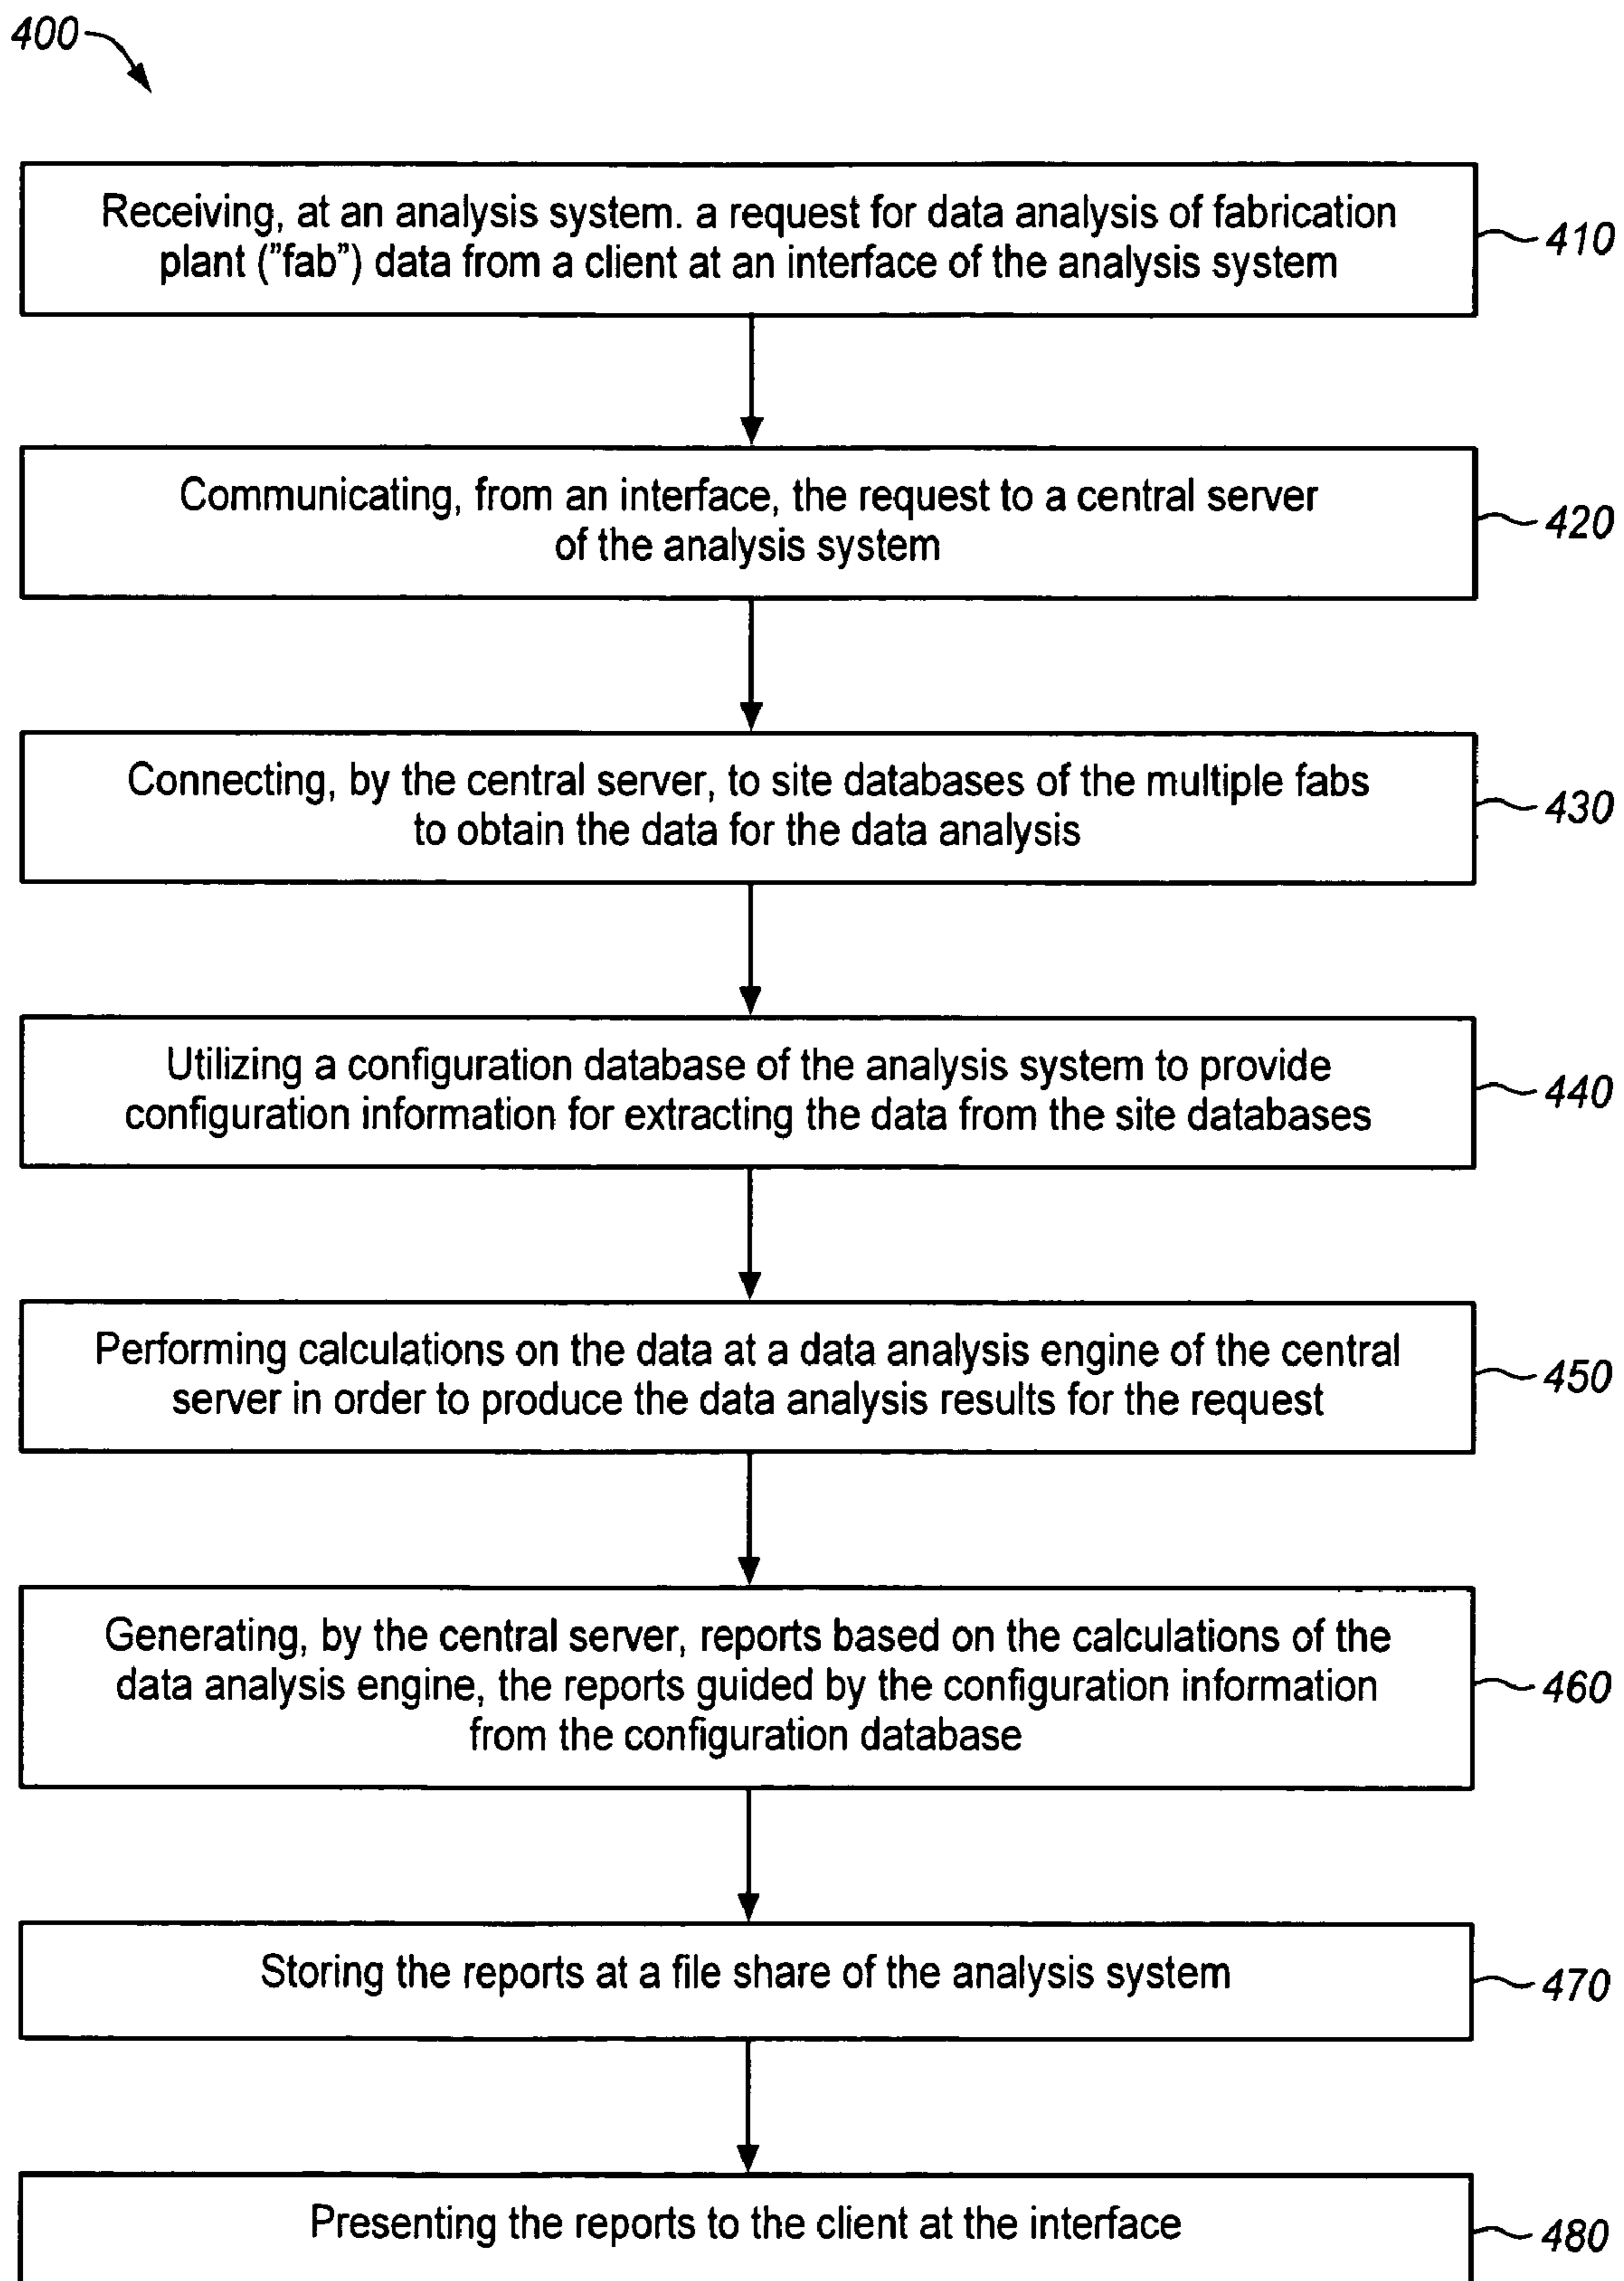 400
Receiving, at an analysis system. a request for data analysis of fabrication
plant ("fab") data from a client at an interface of the analysis system
410
Communicating, from an interface, the request to a central server
of the analysis system
420
Connecting, by the central server, to site databases of the multiple fabs
to obtain the data for the data analysis
430
Utilizing a configuration database of the analysis system to provide
configuration information for extracting the data from the site databases
440
Performing calculations on the data at a data analysis engine of the central
server in order to produce the data analysis results for the request
450
Generating, by the central server, reports based on the calculations of the
data analysis engine, the reports guided by the configuration information
from the configuration database
460
Storing the reports at a file share of the analysis system
470
Presenting the reports to the client at the interface
480